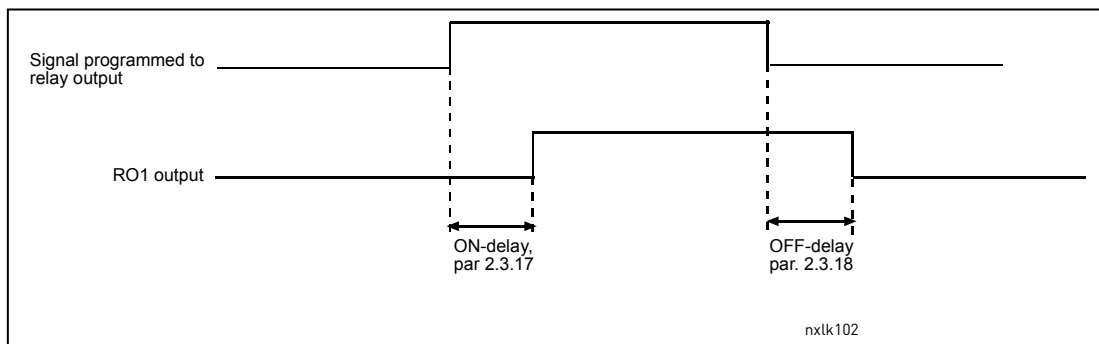 Signal programmed to
relay output
RO1 output
ON-delay,
par 2.3.17
OFF-delay
par. 2.3.18
nxlk102